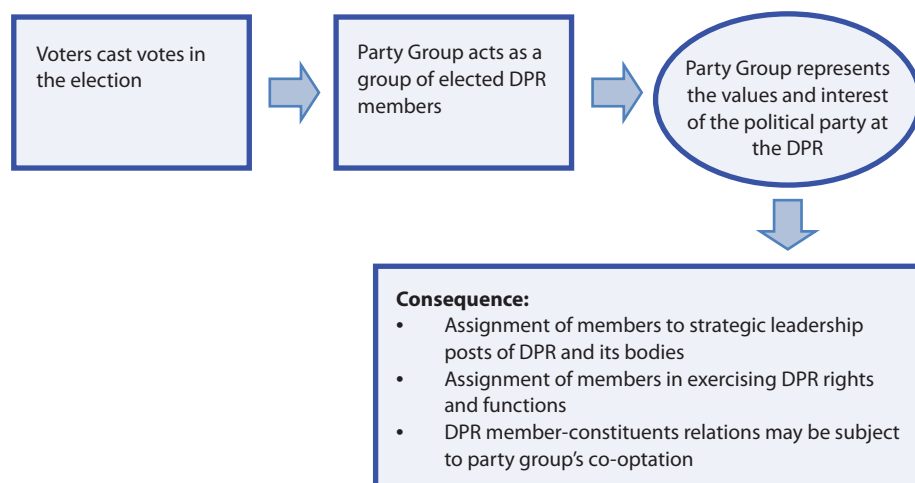 Voters cast votes in
the election
Party Group acts as a
group of elected DPR
members
Party Group represents
the values and interest
of the political party at
the DPR
Consequence:
• Assignment of members to strategic leadership
posts of DPR and its bodies
• Assignment of members in exercising DPR rights
and functions
• DPR member-constituents relations may be subject
to party group’s co-optation